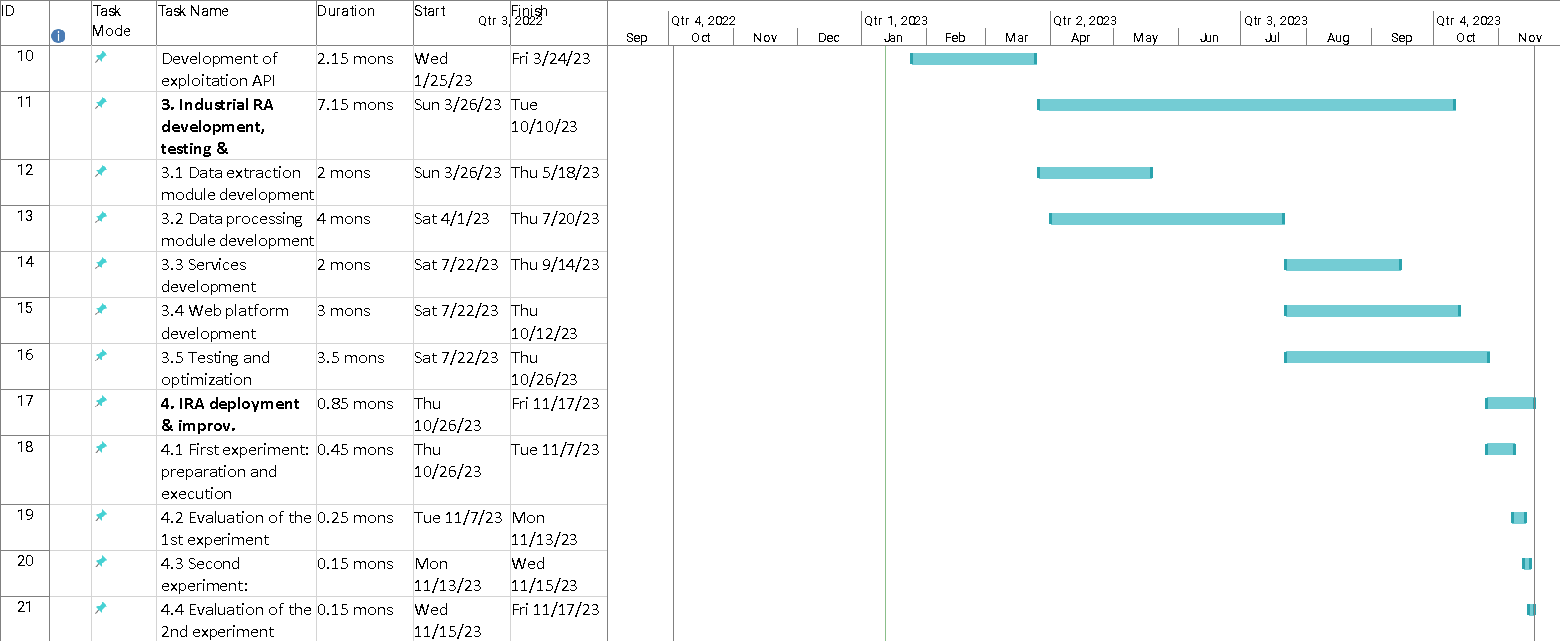 ID Task Mode Task Name Duration Start Finish
Qtr 3, 2022 Qtr 4, 2022 Qtr 1, 2023 Qtr 2, 2023 Qtr 3, 2023 Qtr 4, 2023
Sep Oct Nov Dec Jan Feb Mar Apr May Jun Jul Aug Sep Oct Nov
10 Development of 2.15 mons Wed Fri 3/24/23
exploitation API 1/25/23
11 3. Industrial RA 7.15 mons Sun 3/26/23 Tue
development, 10/10/23
testing &
12 3.1 Data extraction 2 mons Sun 3/26/23 Thu 5/18/23
module development
13 3.2 Data processing 4 mons Sat 4/1/23 Thu 7/20/23
module development
14 3.3 Services 2 mons Sat 7/22/23 Thu 9/14/23
development
15 3.4 Web platform 3 mons Sat 7/22/23 Thu
development 10/12/23
16 3.5 Testing and 3.5 mons Sat 7/22/23 Thu
optimization 10/26/23
17 4. IRA deployment 0.85 mons Thu Fri 11/17/23
& improv. 10/26/23
18 4.1 First experiment: 0.45 mons Thu Tue 11/7/23
preparation and 10/26/23
execution
19 4.2 Evaluation of the 0.25 mons Tue 11/7/23 Mon
1st experiment 11/13/23
20 4.3 Second 0.15 mons Mon Wed
experiment: 11/13/23 11/15/23
21 4.4 Evaluation of the 0.15 mons Wed Fri 11/17/23
2nd experiment 11/15/23